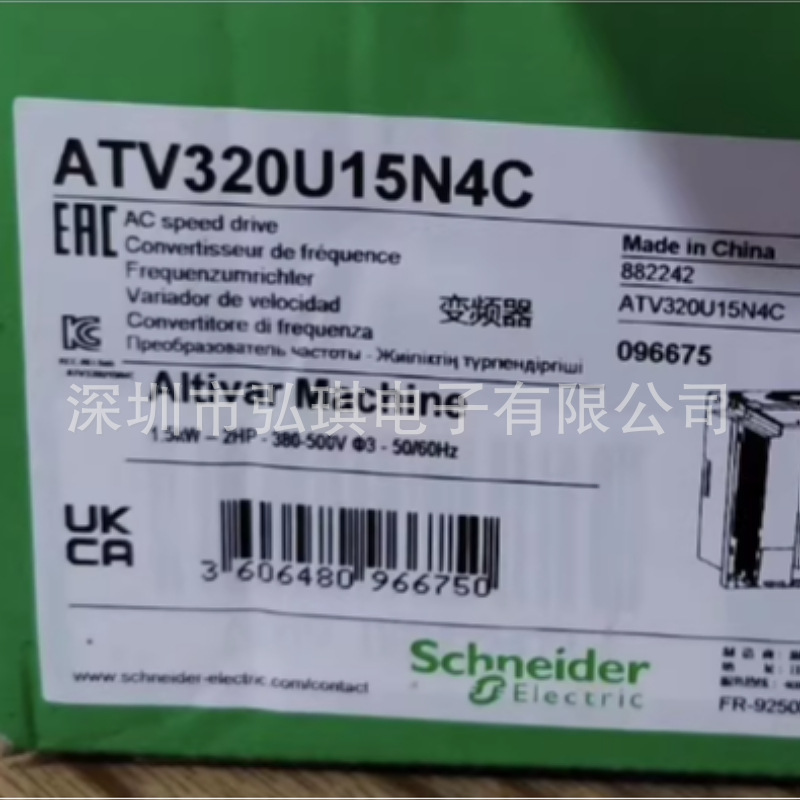 ATV320U15N4C
EAC
AC speed drive
Convertisseur de fréquence
Frequenzumrichter
Variador de velocidad
Convertitore di frequenza
Преобразователь частоты - Жиіліктің түрлендіргіші
变频器
Made in China
882242
ATV320U15N4C
096675
Altivar Machine
深圳市弘琪电子有限公司
1.5kW - 2HP - 380-500V Φ3 - 50/60Hz
UK
CA
3 606480 966750
Schneider
Electric
www.schneider-electric.com/contact
FR-92500